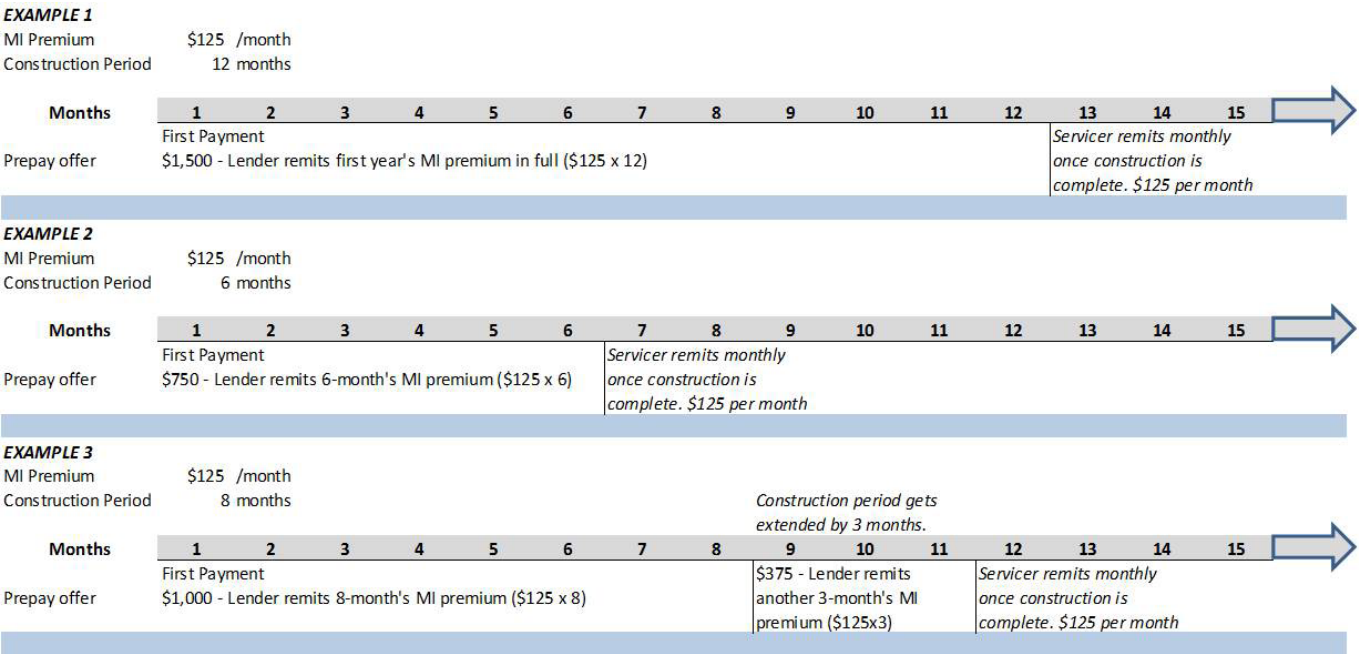 EXAMPLE 1
MI Premium $125 /month
Construction Period 12 months
Months 1 2 3 4 5 6 7 8 9 10 11 12 13 14 15
First Payment Servicer remits monthly
Prepay offer $1,500 - Lender remits first year's MI premium in full ($125 x 12) once construction is
complete. $125 per month
EXAMPLE 2
MI Premium $125 /month
Construction Period 6 months
Months 1 2 3 4 5 6 7 8 9 10 11 12 13 14 15
First Payment Servicer remits monthly
Prepay offer $750 - Lender remits 6-month's MI premium ($125 x 6) once construction is
complete. $125 per month
EXAMPLE 3
MI Premium $125 /month
Construction Period 8 months Construction period gets
extended by 3 months.
Months 1 2 3 4 5 6 7 8 9 10 11 12 13 14 15
First Payment $375 - Lender remits Servicer remits monthly
Prepay offer $1,000 - Lender remits 8-month's MI premium ($125 x 8) another 3-month's MI once construction is
premium ($125x3) complete. $125 per month